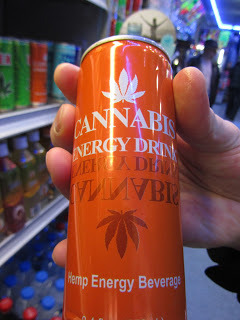 CANNABIS
ENERGY DRINK
ENERGY DRINK
CANNABIS
Hemp Energy Beverage